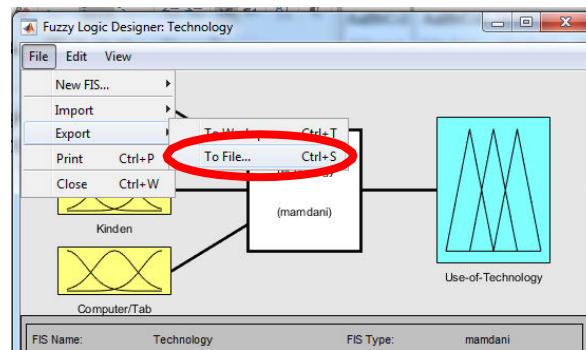 Fuzzy Logic Designer: Technology
File Edit View
New FIS...
Import
Export
To Ctrl+T
Print Ctrl+P
To File... Ctrl+S
Close Ctrl+W
(mamdani)
Kinden
Use-of-Technology
Computer/Tab
FIS Name: Technology FIS Type: mamdani